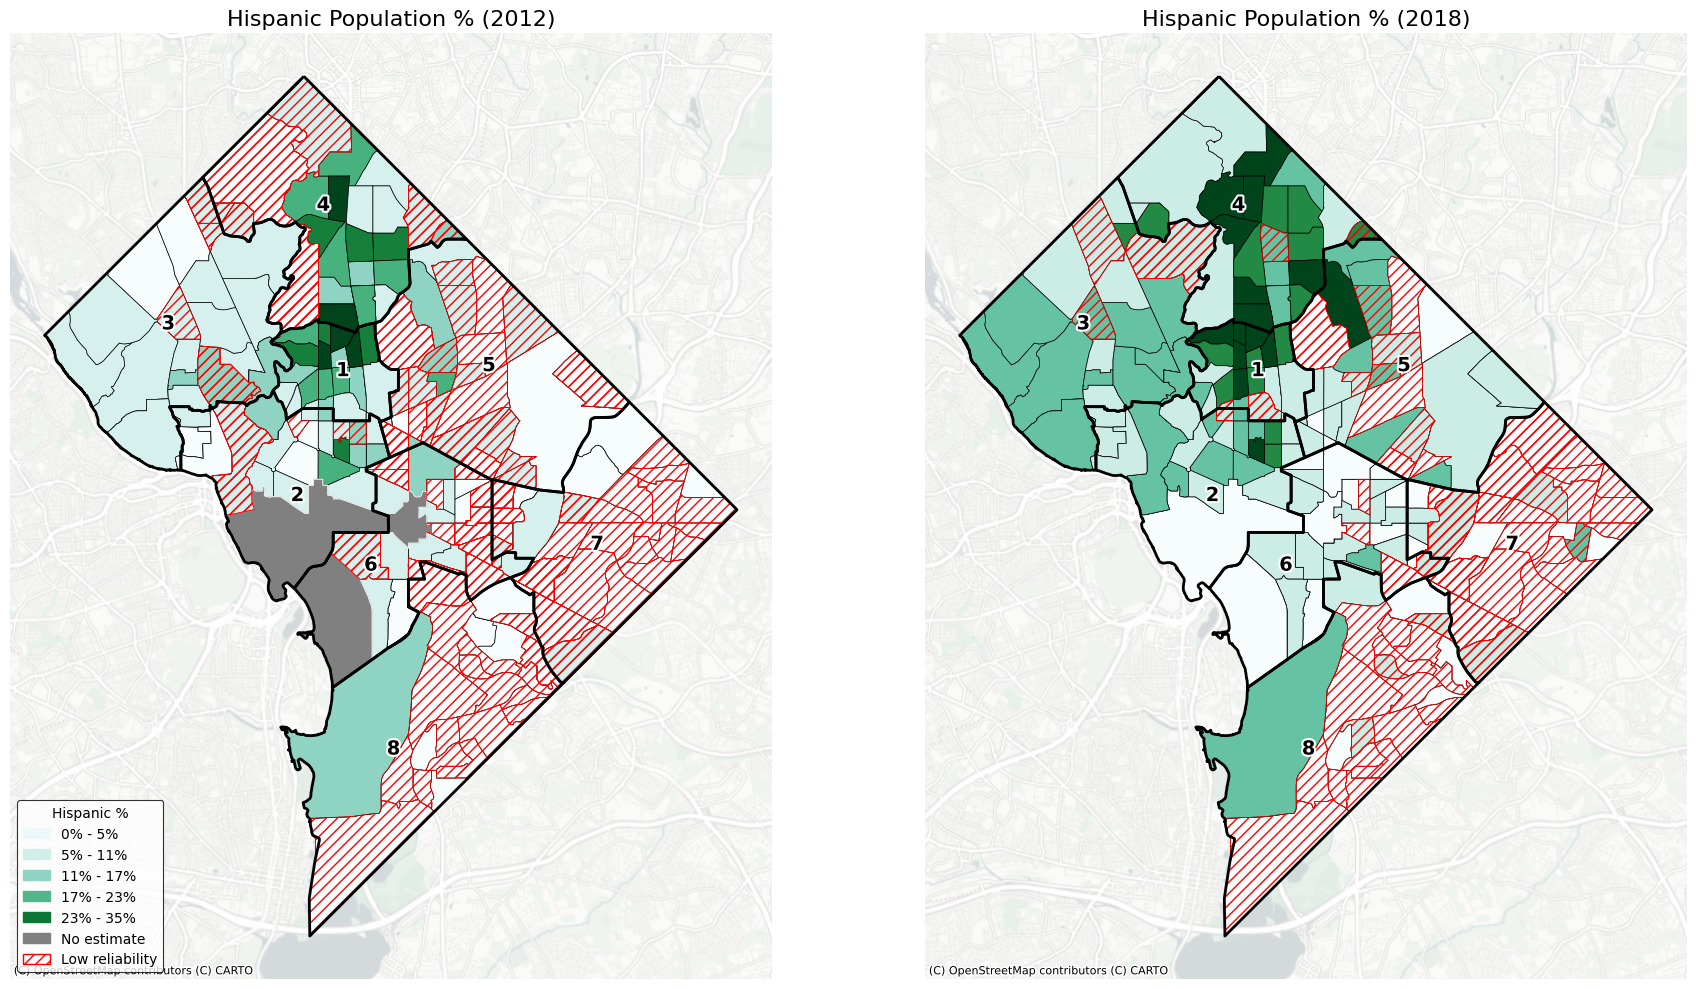 Hispanic Population % (2012)
Hispanic Population % (2018)
4
3
1
5
2
7
6
8
4
3
1
5
2
7
6
8
Hispanic %
0% - 5%
5% - 11%
11% - 17%
17% - 23%
23% - 35%
No estimate
Low reliability
(C) OpenStreetMap contributors (C) CARTO
(C) OpenStreetMap contributors (C) CARTO